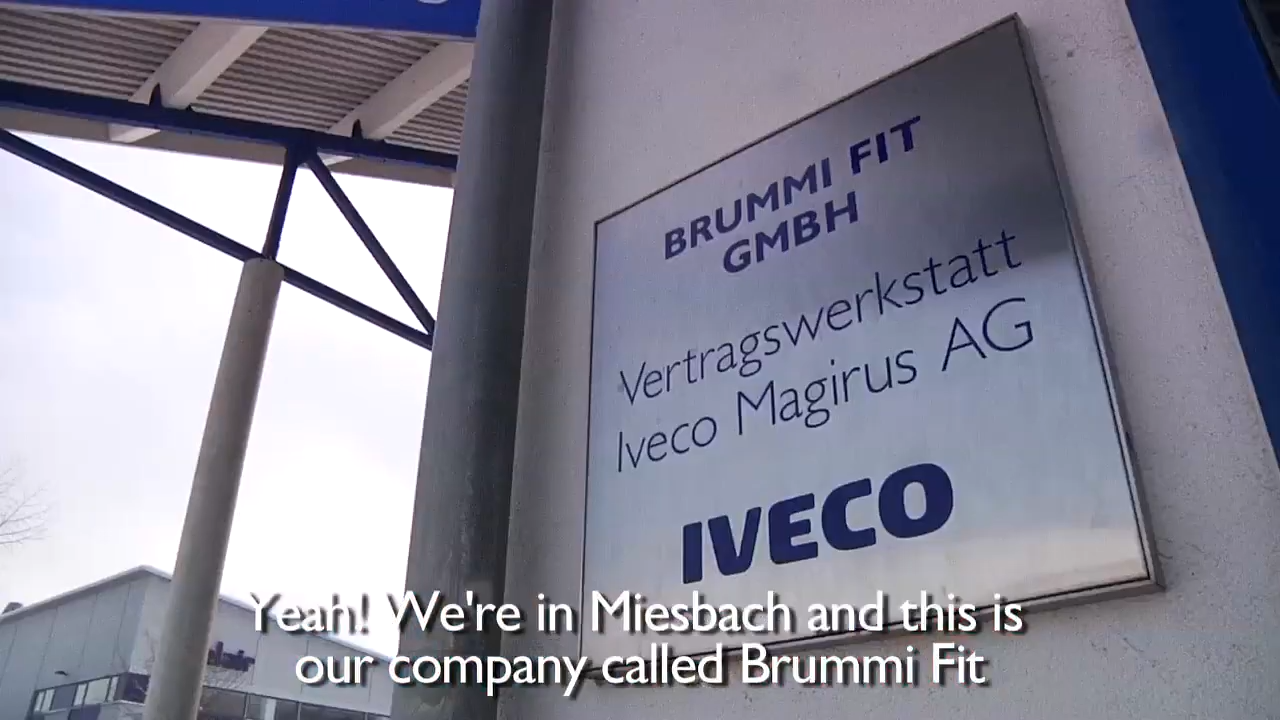 BRUMMI FIT
GMBH
Vertragswerkstatt
Iveco Magirus AG
IVECO
Yeah! We're in Miesbach and this is
our company called Brummi Fit